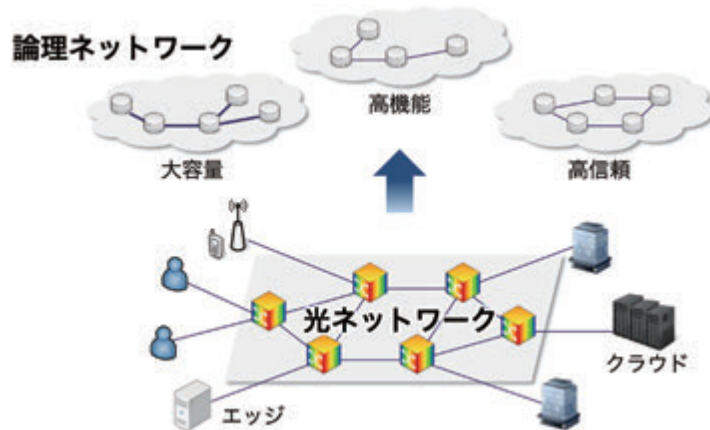 論理ネットワーク
高機能
大容量
高信頼
光ネットワーク
クラウド
エッジ